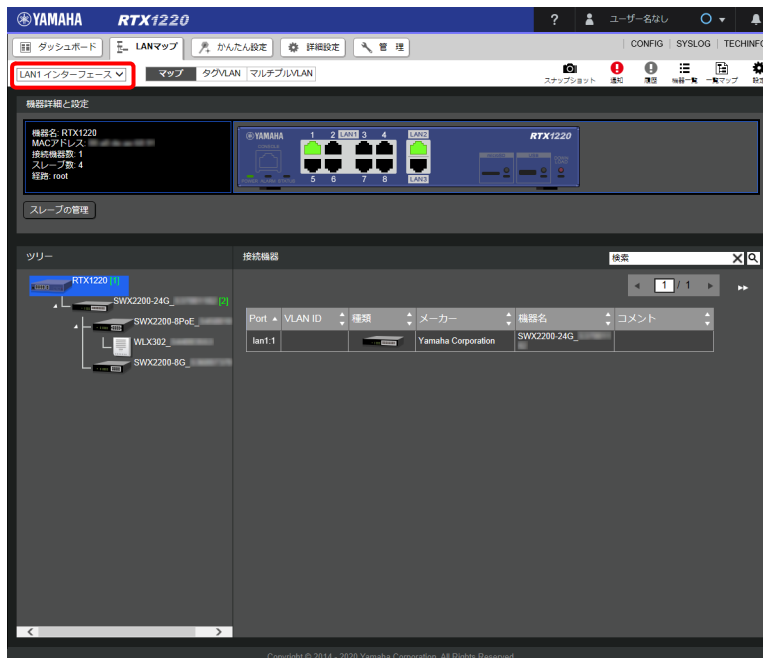 YAMAHA RTX1220 ? ユーザー名なし
ダッシュボード LANマップ かんたん設定 詳細設定 管 理 CONFIG SYSLOG TECHINFO
LAN1 インターフェース マップ タグVLAN マルチプルVLAN
スナップショット 通知 履歴 機器一覧 一覧マップ 設定
機器詳細と設定
機器名: RTX1220
MACアドレス:
接続機器数: 1
スレーブ数: 4
経路: root
YAMAHA 1 2 LAN1 3 4 LAN2 RTX1220
CONSOLE
POWER ALARM STATUS 5 6 7 8 LAN3
スレーブの管理
ツリー
RTX1220 [1]
SWX2200-24G_ [2]
SWX2200-8PoE_
WLX302_
SWX2200-8G_
接続機器 検索
1 / 1
Port VLAN ID 種類 メーカー 機器名 コメント
lan1:1 Yamaha Corporation SWX2200-24G_
Copyright © 2014 - 2020 Yamaha Corporation. All Rights Reserved.